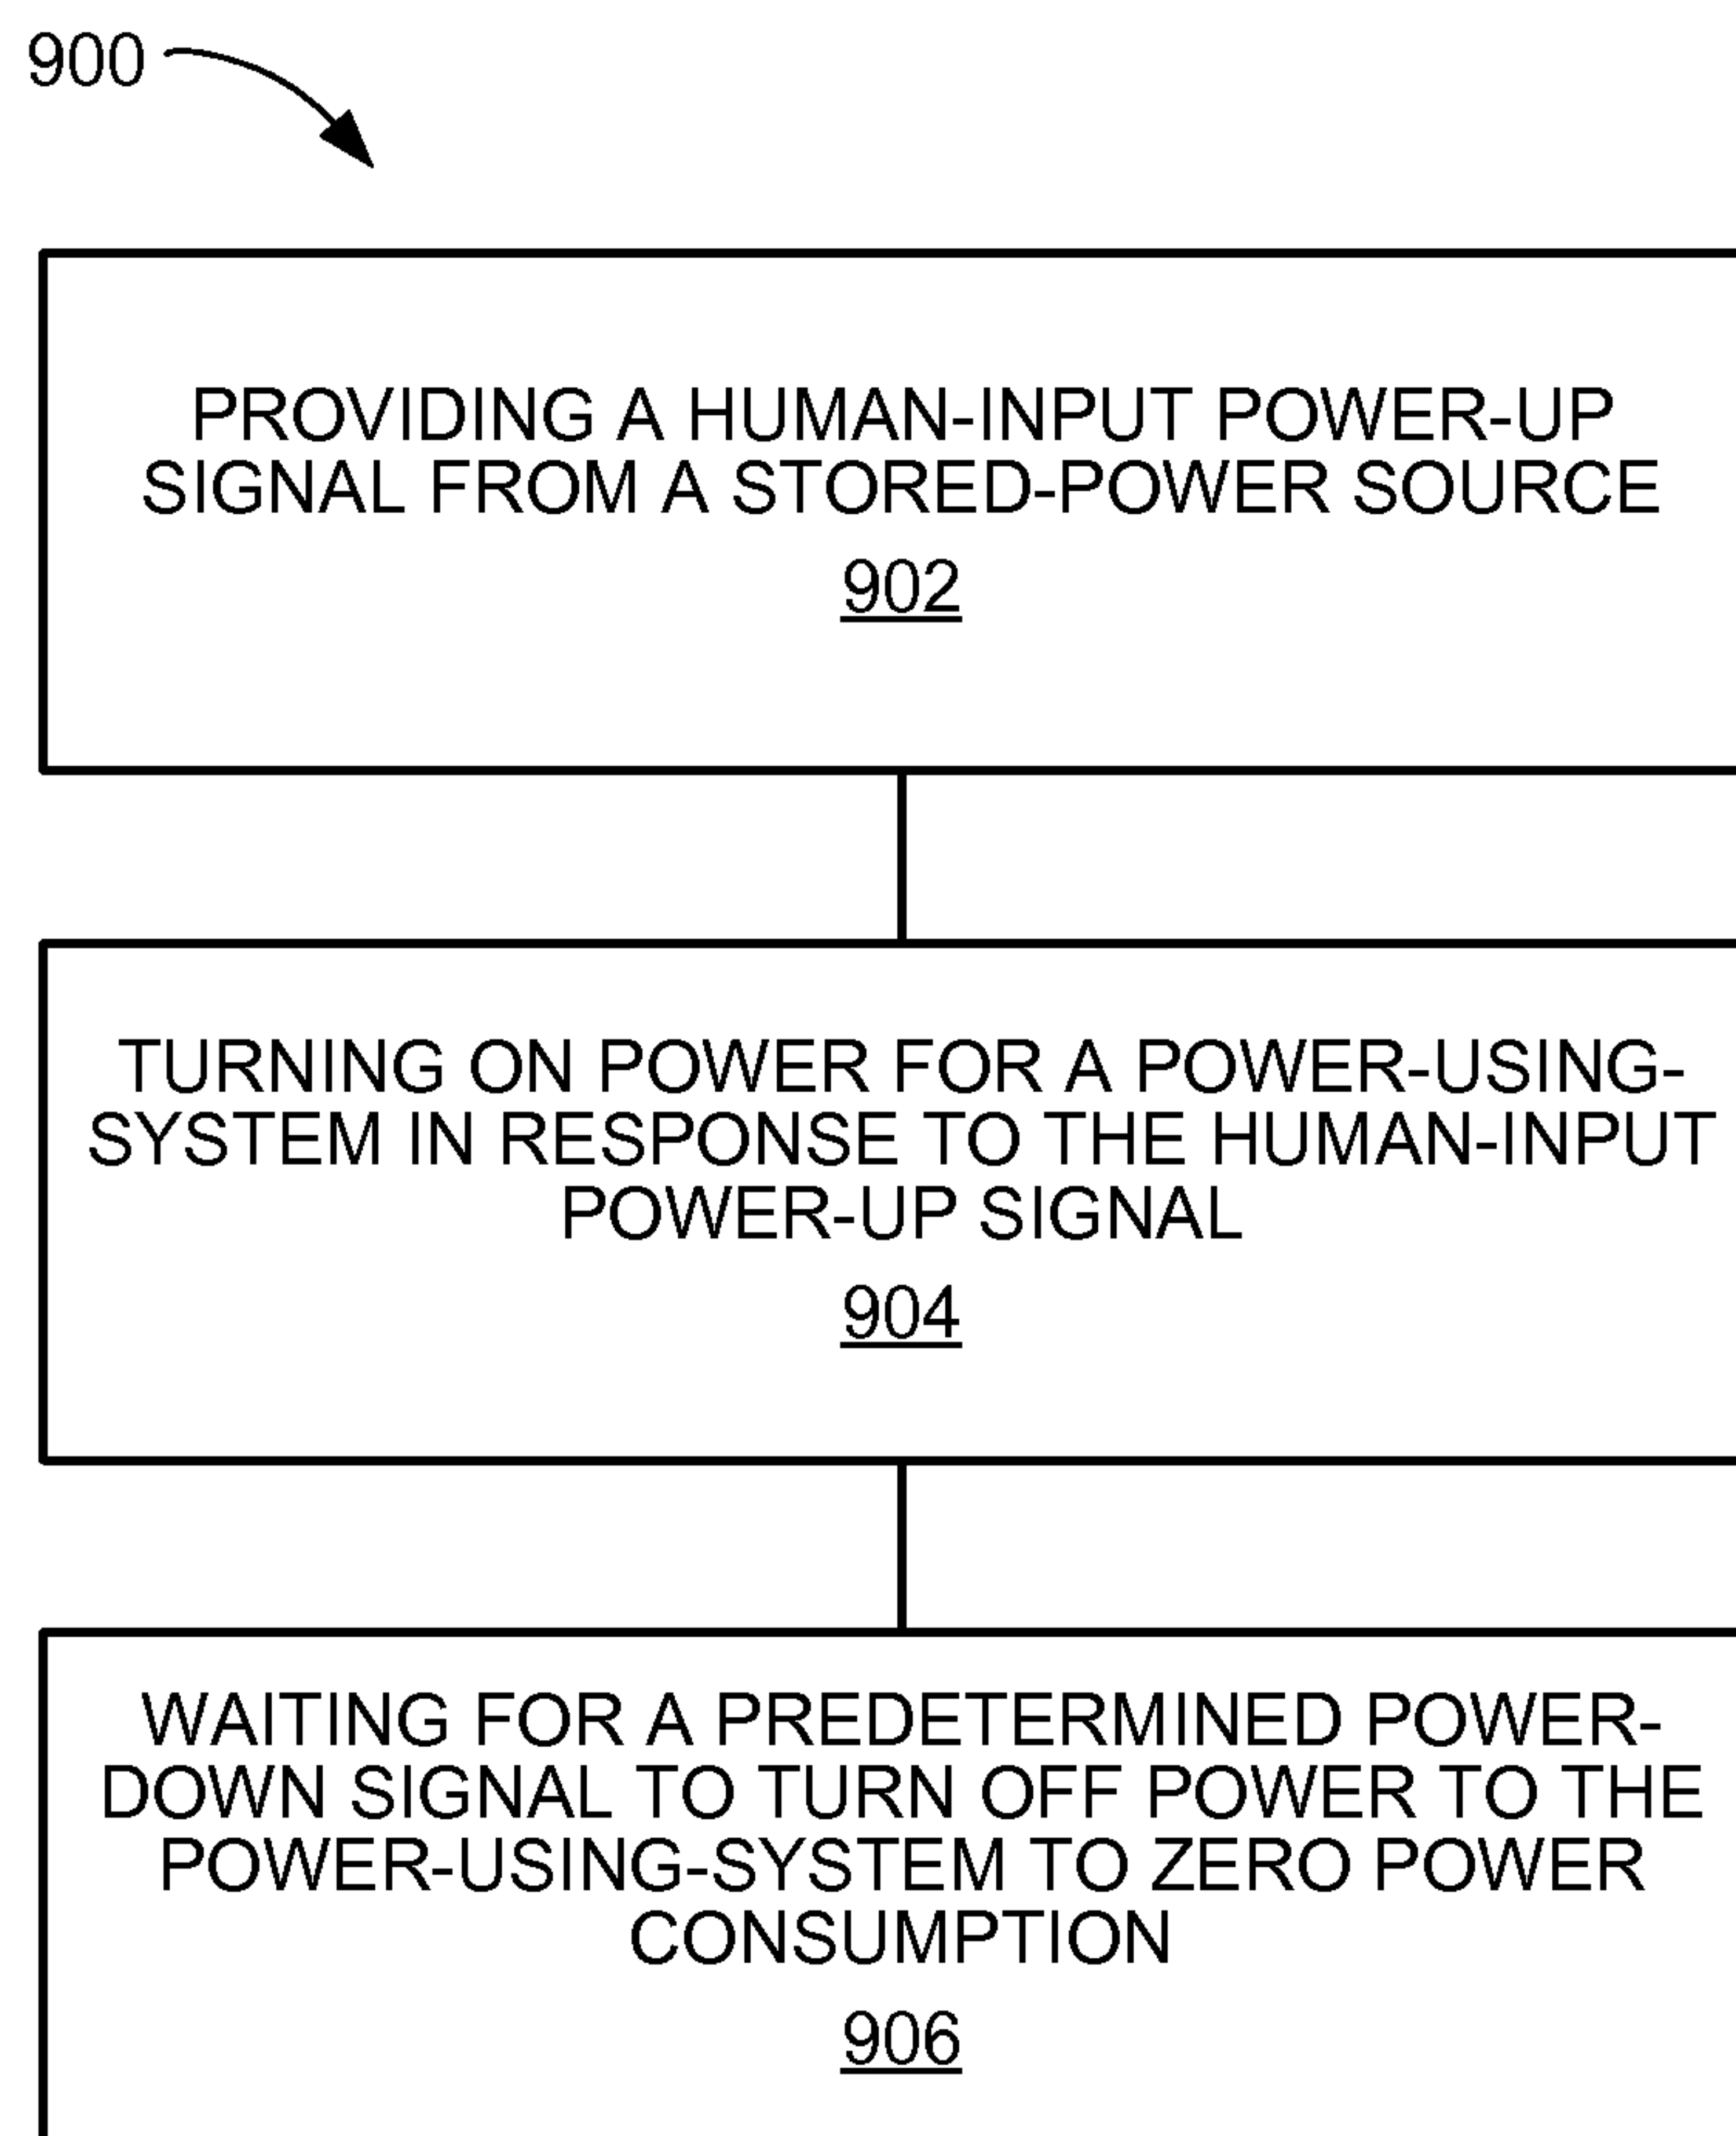 900
PROVIDING A HUMAN-INPUT POWER-UP
SIGNAL FROM A STORED-POWER SOURCE
902
TURNING ON POWER FOR A POWER-USING-
SYSTEM IN RESPONSE TO THE HUMAN-INPUT
POWER-UP SIGNAL
904
WAITING FOR A PREDETERMINED POWER-
DOWN SIGNAL TO TURN OFF POWER TO THE
POWER-USING-SYSTEM TO ZERO POWER
CONSUMPTION
906